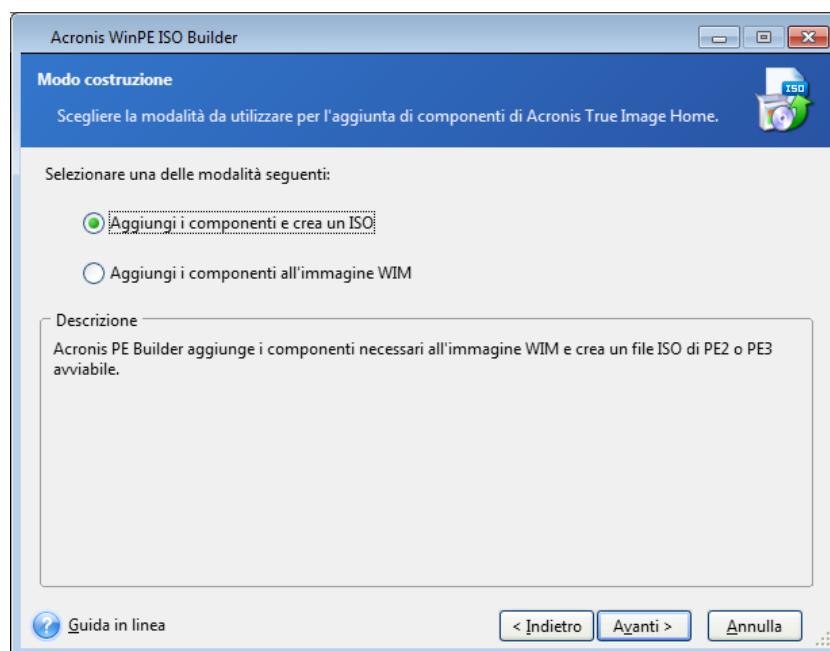 Acronis WinPE ISO Builder
Modo costruzione
Scegliere la modalità da utilizzare per l'aggiunta di componenti di Acronis True Image Home.
ISO
Selezionare una delle modalità seguenti:
Aggiungi i componenti e crea un ISO
Aggiungi i componenti all'immagine WIM
Descrizione
Acronis PE Builder aggiunge i componenti necessari all'immagine WIM e crea un file ISO di PE2 o PE3
avviabile.
Guida in linea
< Indietro
Avanti >
Annulla